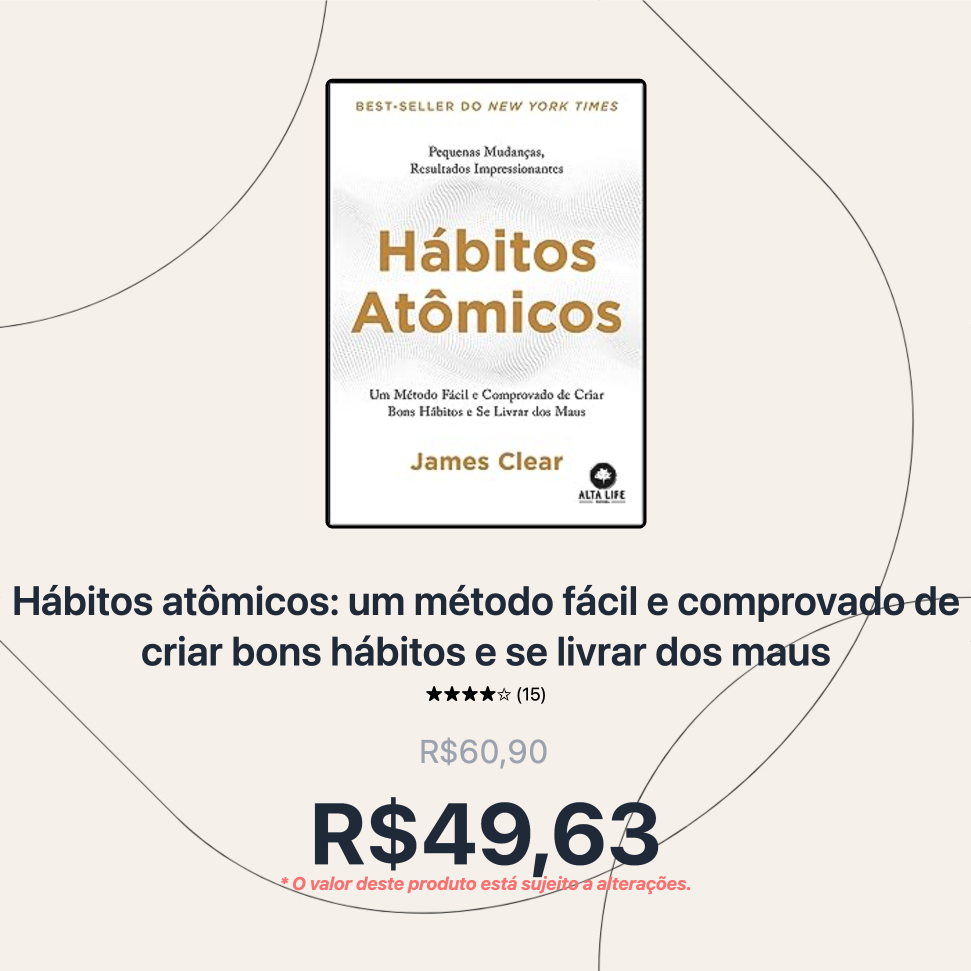 BEST-SELLER DO NEW YORK TIMES
Pequenas Mudanças,
Resultados Impressionantes
Hábitos
Atômicos
Um Método Fácil e Comprovado de Criar
Bons Hábitos e Se Livrar dos Maus
James Clear
ALTA LIFE
Hábitos atômicos: um método fácil e comprovado de
criar bons hábitos e se livrar dos maus
★★★★☆ (15)
R$60,90
R$49,63
* O valor deste produto está sujeito a alterações.